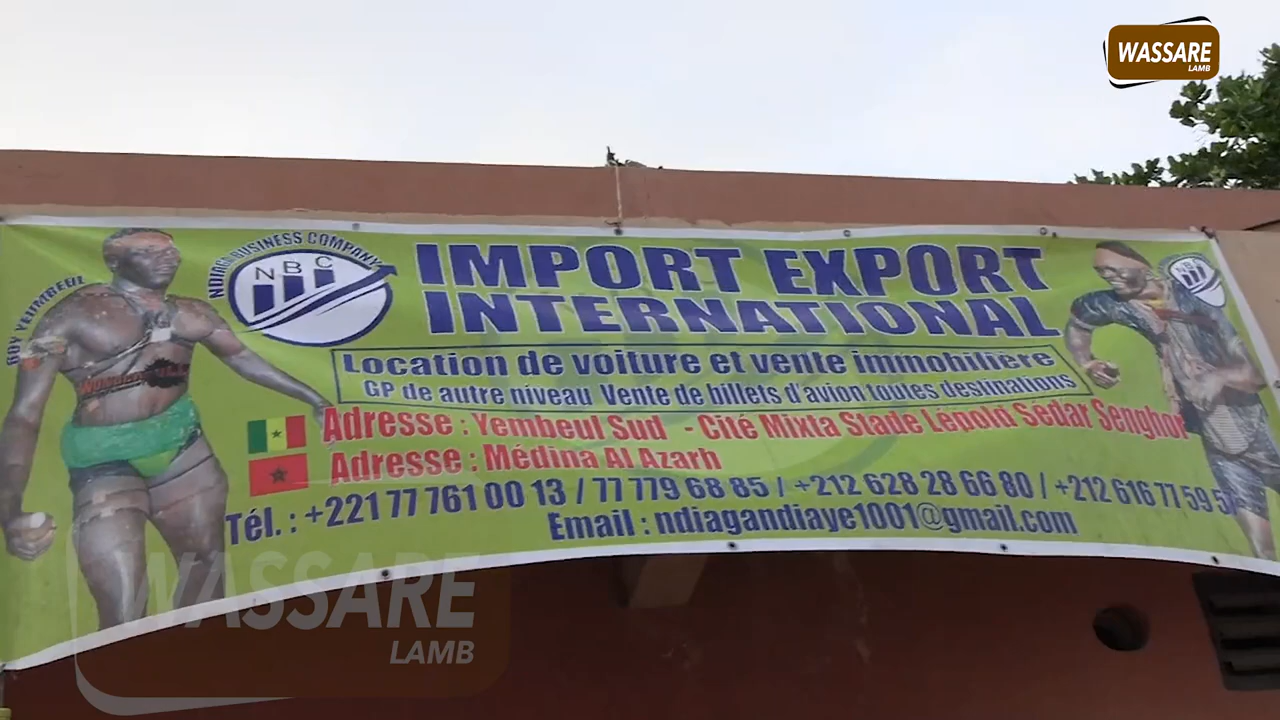 WASSARE
LAMB
BOY YEUMBEUL
NDIAGA BUSINESS COMPANY
NBC
IMPORT EXPORT
INTERNATIONAL
Location de voiture et vente immobilière
GP de autre niveau Vente de billets d'avion toutes destinations
Adresse : Yembeul Sud - Cité Mixta Stade Lépold Sédar Senghor
Adresse : Médina Al Azarh
Tél. : +221 77 761 00 13 / 77 779 68 85 / +212 628 28 66 80 / +212 616 77 59 5
Email : ndiagandiaye1001@gmail.com
NBC
WASSARE
LAMB